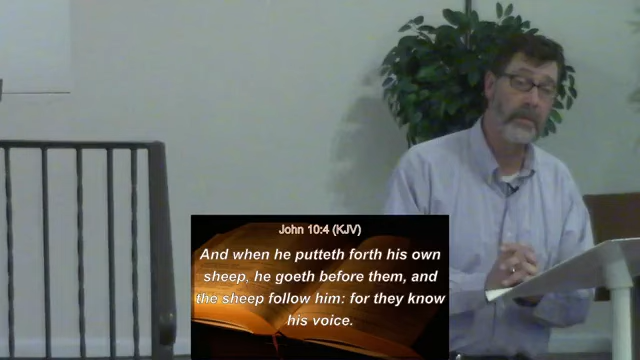 John 10:4 (KJV)
And when he putteth forth his own
sheep, he goeth before them, and
the sheep follow him: for they know
his voice.